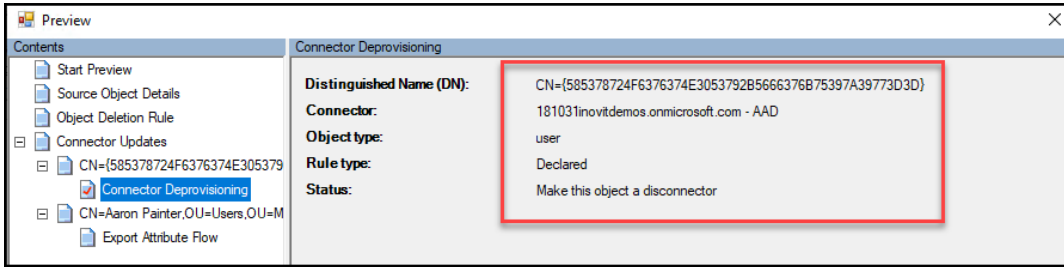 Preview
Contents
Start Preview
Source Object Details
Object Deletion Rule
Connector Updates
CN={585378724F6376374E305379
Connector Deprovisioning
CN=Aaron Painter,OU=Users,OU=M
Export Attribute Flow
Connector Deprovisioning
Distinguished Name (DN): CN={585378724F6376374E3053792B5666376B75397A39773D3D}
Connector: 181031inovitdemos.onmicrosoft.com - AAD
Object type: user
Rule type: Declared
Status: Make this object a disconnector